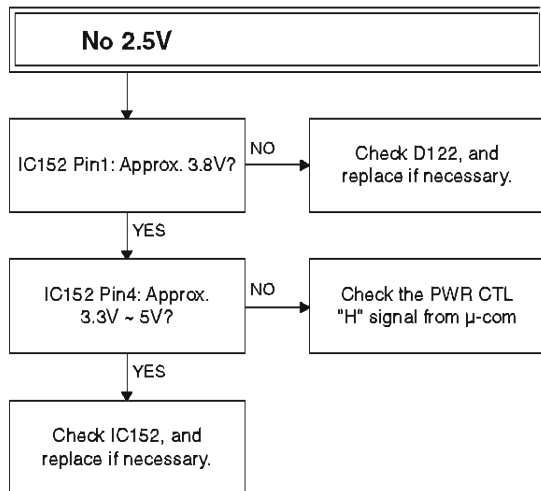 No 2.5V
IC152 Pin1: Approx. 3.8V?
NO
Check D122, and
replace if necessary.
YES
IC152 Pin4: Approx.
3.3V ~ 5V?
NO
Check the PWR CTL
"H" signal from µ-com
YES
Check IC152, and
replace if necessary.